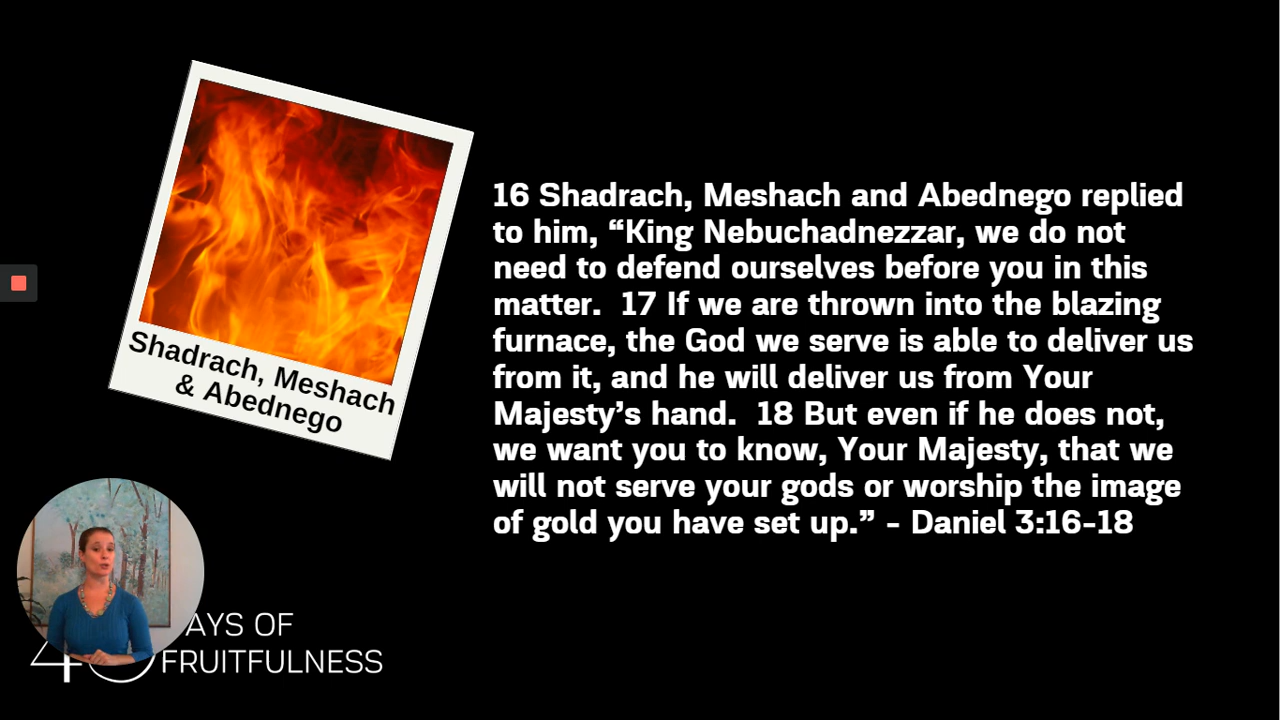 Shadrach, Meshach
& Abednego
16 Shadrach, Meshach and Abednego replied
to him, “King Nebuchadnezzar, we do not
need to defend ourselves before you in this
matter.  17 If we are thrown into the blazing
furnace, the God we serve is able to deliver us
from it, and he will deliver us from Your
Majesty’s hand.  18 But even if he does not,
we want you to know, Your Majesty, that we
will not serve your gods or worship the image
of gold you have set up.” - Daniel 3:16-18
AYS OF
FRUITFULNESS